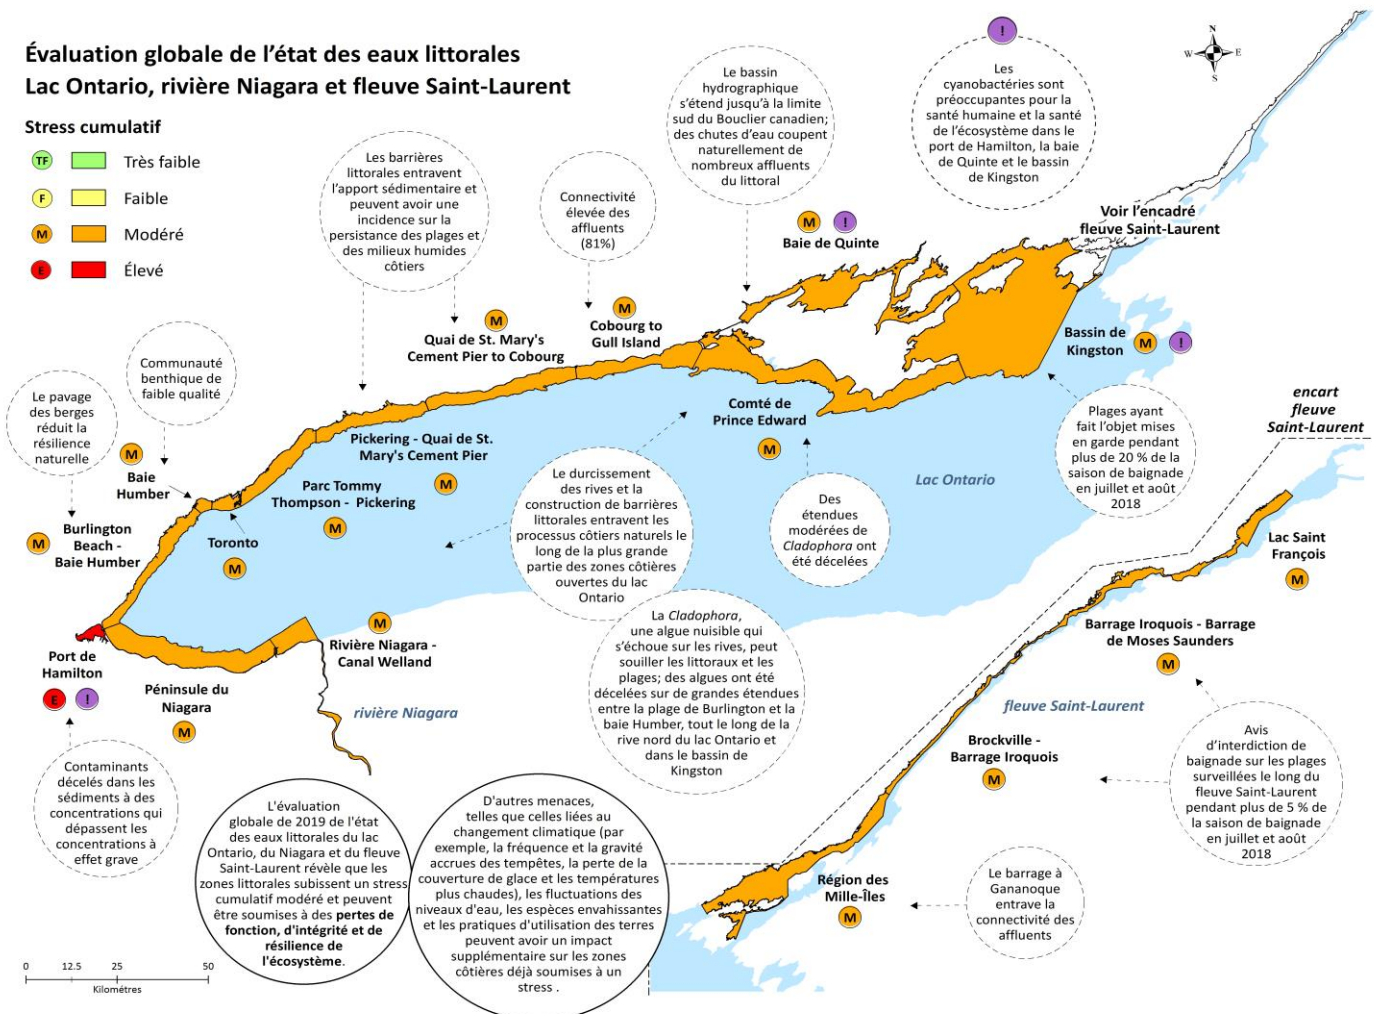 Évaluation globale de l’état des eaux littorales
Lac Ontario, rivière Niagara et fleuve Saint-Laurent
Stress cumulatif
TF Très faible
F Faible
M Modéré
E Élevé
Les barrières
littorales entravent
l’apport sédimentaire et
peuvent avoir une
incidence sur la
persistance des plages et
des milieux humides
côtiers
Connectivité
élevée des
affluents
(81%)
Le bassin
hydrographique
s’étend jusqu’à la limite
sud du Bouclier canadien;
des chutes d’eau coupent
naturellement de
nombreux affluents
du littoral
!
Les
cyanobactéries sont
préoccupantes pour la
santé humaine et la santé
de l’écosystème dans le
port de Hamilton, la baie
de Quinte et le bassin
de Kingston
N
W E
S
Voir l’encadré
fleuve Saint-Laurent
M !
Baie de Quinte
M
Cobourg to
Gull Island
M
Quai de St. Mary's
Cement Pier to Cobourg
Bassin de
Kingston
M !
Communauté
benthique de
faible qualité
Le pavage
des berges
réduit la
résilience
naturelle
M
Baie
Humber
Burlington
Beach -
Baie Humber
M
Toronto
M
Parc Tommy
Thompson - Pickering
M
Pickering - Quai de St.
Mary's Cement Pier
M
Comté de
Prince Edward
M
Lac Ontario
Plages ayant
fait l’objet mises
en garde pendant
plus de 20 % de la
saison de baignade
en juillet et août
2018
encart
fleuve
Saint-Laurent
Le durcissement
des rives et la
construction de barrières
littorales entravent les
processus côtiers naturels le
long de la plus grande
partie des zones côtières
ouvertes du lac
Ontario
Des
étendues
modérées de
Cladophora ont
été décelées
La Cladophora,
une algue nuisible qui
s’échoue sur les rives, peut
souiller les littoraux et les
plages; des algues ont été
décelées sur de grandes étendues
entre la plage de Burlington et la
baie Humber, tout le long de la
rive nord du lac Ontario et
dans le bassin de
Kingston
Port de
Hamilton
E !
Péninsule du
Niagara
M
M
Rivière Niagara -
Canal Welland
rivière Niagara
Contaminants
décelés dans les
sédiments à des
concentrations qui
dépassent les
concentrations à
effet grave
L'évaluation
globale de 2019 de l'état
des eaux littorales du lac
Ontario, du Niagara et du fleuve
Saint-Laurent révèle que les
zones littorales subissent un stress
cumulatif modéré et peuvent
être soumises à des pertes de
fonction, d'intégrité et de
résilience de
l'écosystème.
D'autres menaces,
telles que celles liées au
changement climatique (par
exemple, la fréquence et la gravité
accrues des tempêtes, la perte de la
couverture de glace et les températures
plus chaudes), les fluctuations des
niveaux d'eau, les espèces envahissantes
et les pratiques d'utilisation des terres
peuvent avoir un impact
supplémentaire sur les zones
côtières déjà soumises à un
stress .
Lac Saint
François
M
Barrage Iroquois - Barrage
de Moses Saunders
M
fleuve Saint-Laurent
Brockville -
Barrage Iroquois
M
Avis
d’interdiction de
baignade sur les plages
surveillées le long du
fleuve Saint-Laurent
pendant plus de 5 % de
la saison de baignade
en juillet et août
2018
Région des
Mille-Îles
M
Le barrage à
Gananoque
entrave la
connectivité des
affluents
0 12.5 25 50
Kilométres